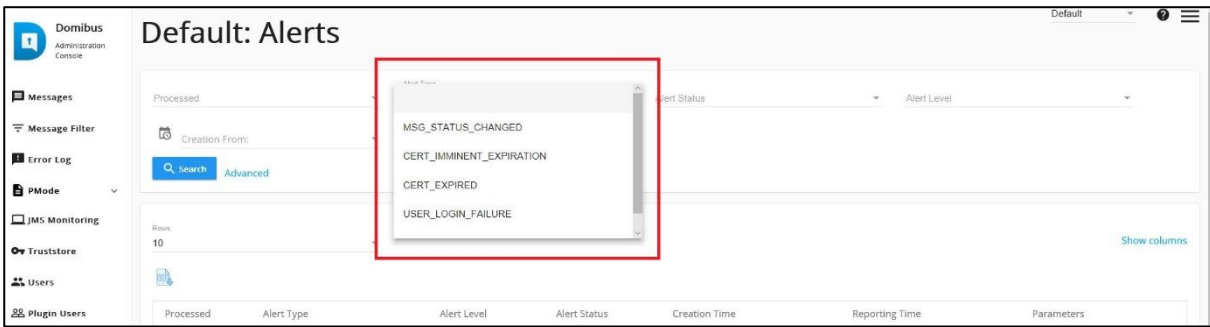 Default
Domibus
Administration
Console
Default: Alerts
Messages
Message Filter
Error Log
PMode
JMS Monitoring
Truststore
Users
Plugin Users
Processed
Alert Status
Alert Level
Creation From:
Search
Advanced
MSG_STATUS_CHANGED
CERT_IMMINENT_EXPIRATION
CERT_EXPIRED
USER_LOGIN_FAILURE
Rows
10
Show columns
Processed Alert Type Alert Level Alert Status Creation Time Reporting Time Parameters